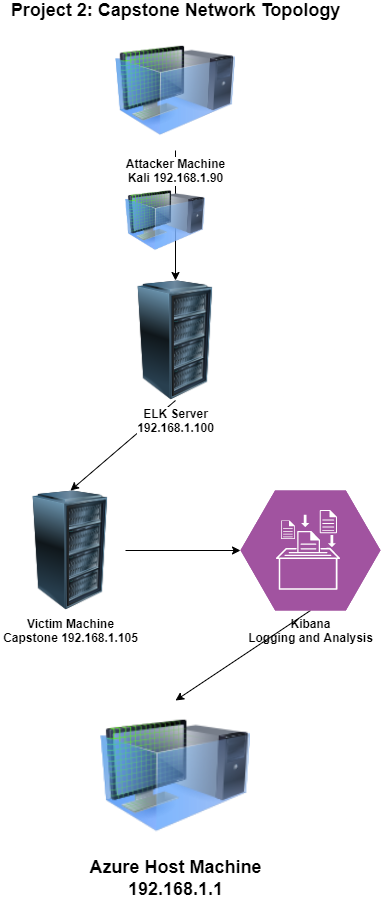 Project 2: Capstone Network Topology
Attacker Machine
Kali 192.168.1.90
ELK Server
192.168.1.100
Victim Machine
Capstone 192.168.1.105
Kibana
Logging and Analysis
Azure Host Machine
192.168.1.1